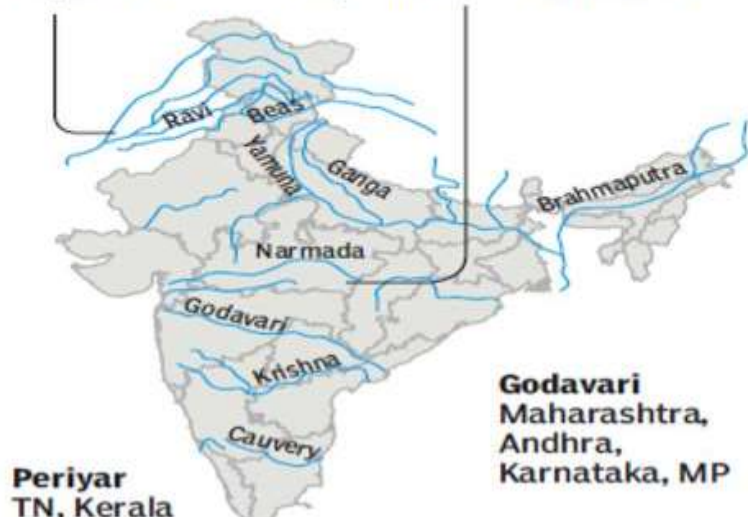 Ravi
Beas
Yamuna
Ganga
Brahmaputra
Narmada
Godavari
Krishna
Cauvery
Godavari
Maharashtra,
Andhra,
Karnataka, MP
Periyar
TN, Kerala